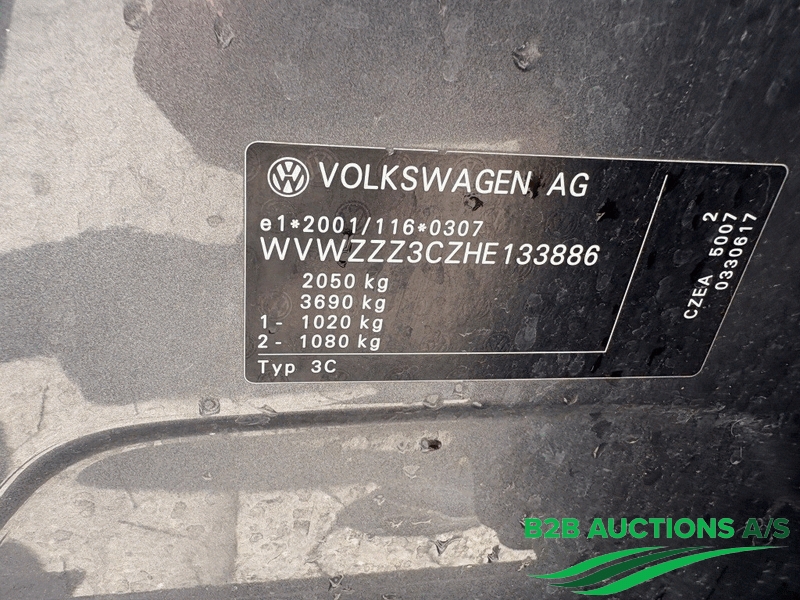 VOLKSWAGEN AG
e1*2001/116*0307
WVWZZZ3CZHE133886
2050 kg
3690 kg
1- 1020 kg
2- 1080 kg
Typ 3C
2
CZEA 5007
0330617
B2B AUCTIONS A/S